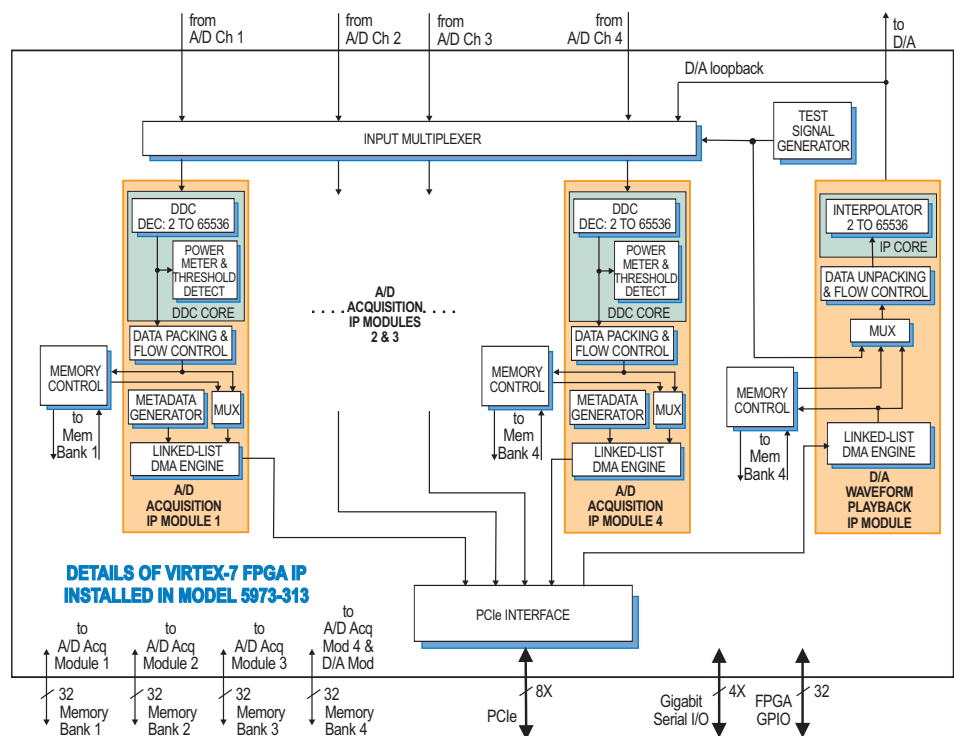 from
A/D Ch 1
from
A/D Ch 2
from
A/D Ch 3
from
A/D Ch 4
to
D/A
D/A loopback
INPUT MULTIPLEXER
TEST
SIGNAL
GENERATOR
DDC
DEC: 2 TO 65536
POWER
METER &
THRESHOLD
DETECT
DDC CORE
DATA PACKING &
FLOW CONTROL
MEMORY
CONTROL
to
Mem
Bank 1
METADATA
GENERATOR
MUX
LINKED-LIST
DMA ENGINE
A/D
ACQUISITION
IP MODULE 1
A/D
. . . . ACQUISITION . . . .
IP MODULES
2 & 3
DDC
DEC: 2 TO 65536
POWER
METER &
THRESHOLD
DETECT
DDC CORE
DATA PACKING &
FLOW CONTROL
MEMORY
CONTROL
to
Mem
Bank 4
METADATA
GENERATOR
MUX
LINKED-LIST
DMA ENGINE
A/D
ACQUISITION
IP MODULE 4
INTERPOLATOR
2 TO 65536
IP CORE
DATA UNPACKING
& FLOW CONTROL
MUX
MEMORY
CONTROL
to
Mem
Bank 4
LINKED-LIST
DMA ENGINE
D/A
WAVEFORM
PLAYBACK
IP MODULE
DETAILS OF VIRTEX-7 FPGA IP
INSTALLED IN MODEL 5973-313
PCIe INTERFACE
to
A/D Acq
Module 1
to
A/D Acq
Module 2
to
A/D Acq
Module 3
to
A/D Acq
Mod 4 &
D/A Mod
32
Memory
Bank 1
32
Memory
Bank 2
32
Memory
Bank 3
32
Memory
Bank 4
8X
PCIe
4X
Gigabit
Serial I/O
32
FPGA
GPIO